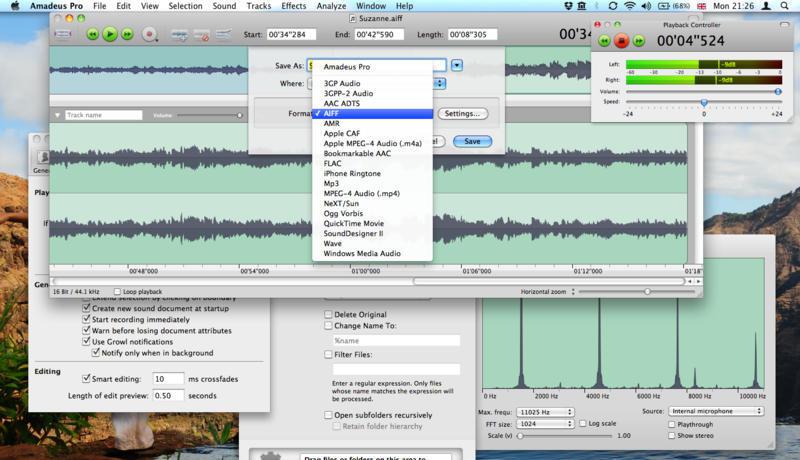 Amadeus Pro File Edit View Selection Sound Tracks Effects Analyze Window Help
(68%) Mon 21:26
Suzanne.aiff
Start: 00'34"284 End: 00'42"590 Length: 00'08"305
00'34
Playback Controller
00'04"524
Left: -9dB
-60 -30 -20 -15 -10 -5 0
Right: -9dB
Volume:
Speed:
-24 0 +24
Save As:
Where:
Format
Settings...
Save
Amadeus Pro
3GP Audio
3GPP-2 Audio
AAC ADTS
✓ AIFF
AMR
Apple CAF
Apple MPEG-4 Audio (.m4a)
Bookmarkable AAC
FLAC
iPhone Ringtone
Mp3
MPEG-4 Audio (.mp4)
NeXT/Sun
Ogg Vorbis
QuickTime Movie
SoundDesigner II
Wave
Windows Media Audio
Track name Volume
00'48"000 00'54"000 01'00"000 01'06"000 01'12"000 01'18"
16 Bit / 44.1 kHz Loop playback Horizontal zoom
Gener
Play
If
Gen
Extend selection by clicking on boundary
Create new sound document at startup
Start recording immediately
Warn before losing document attributes
Use Growl notifications
Notify only when in background
Editing
Smart editing: 10 ms crossfades
Length of edit preview: 0.50 seconds
Delete Original
Change Name To:
%name
Filter Files:
Enter a regular expression. Only files
whose name matches the expression will be
processed.
Open subfolders recursively
Retain folder hierarchy
Drag files or folders on this area to
0 Hz 2000 Hz 4000 Hz 6000 Hz 8000 Hz 10000 Hz
Max. frequ: 11025 Hz
FFT size: 1024 Log scale
Scale (v) 1.00
Source: Internal microphone
Playthrough
Show stereo